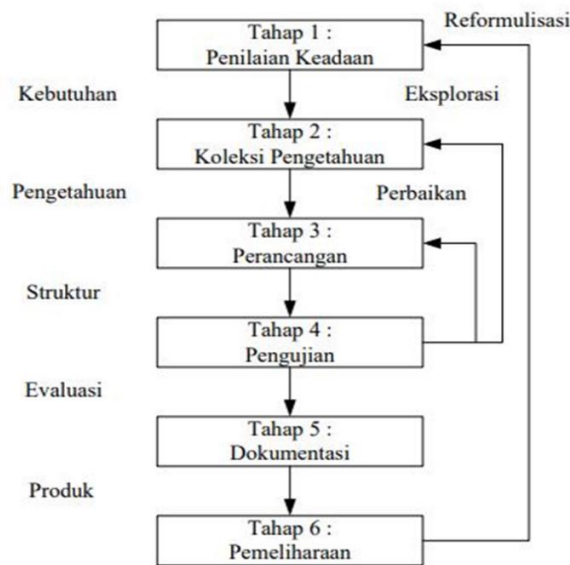 Reformulisasi
Tahap 1 :
Penilaian Keadaan
Kebutuhan
Eksplorasi
Tahap 2 :
Koleksi Pengetahuan
Pengetahuan
Perbaikan
Tahap 3 :
Perancangan
Struktur
Tahap 4 :
Pengujian
Evaluasi
Tahap 5 :
Dokumentasi
Produk
Tahap 6 :
Pemeliharaan